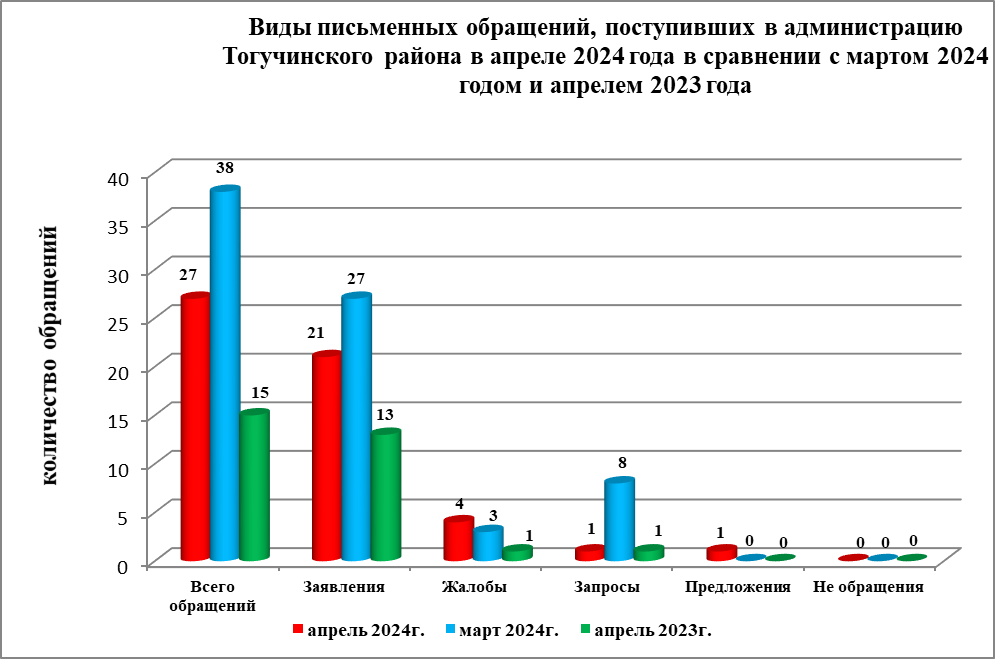 Виды письменных обращений, поступивших в администрацию
Тогучинского района в апреле 2024 года в сравнении с мартом 2024
годом и апрелем 2023 года
количество обращений
40
35
30
25
20
15
10
5
0
27
38
15
21
27
13
4
3
1
1
8
1
1
0
0
0
0
0
Всего
обращений
Заявления
Жалобы
Запросы
Предложения
Не обращения
апрель 2024г.
март 2024г.
апрель 2023г.